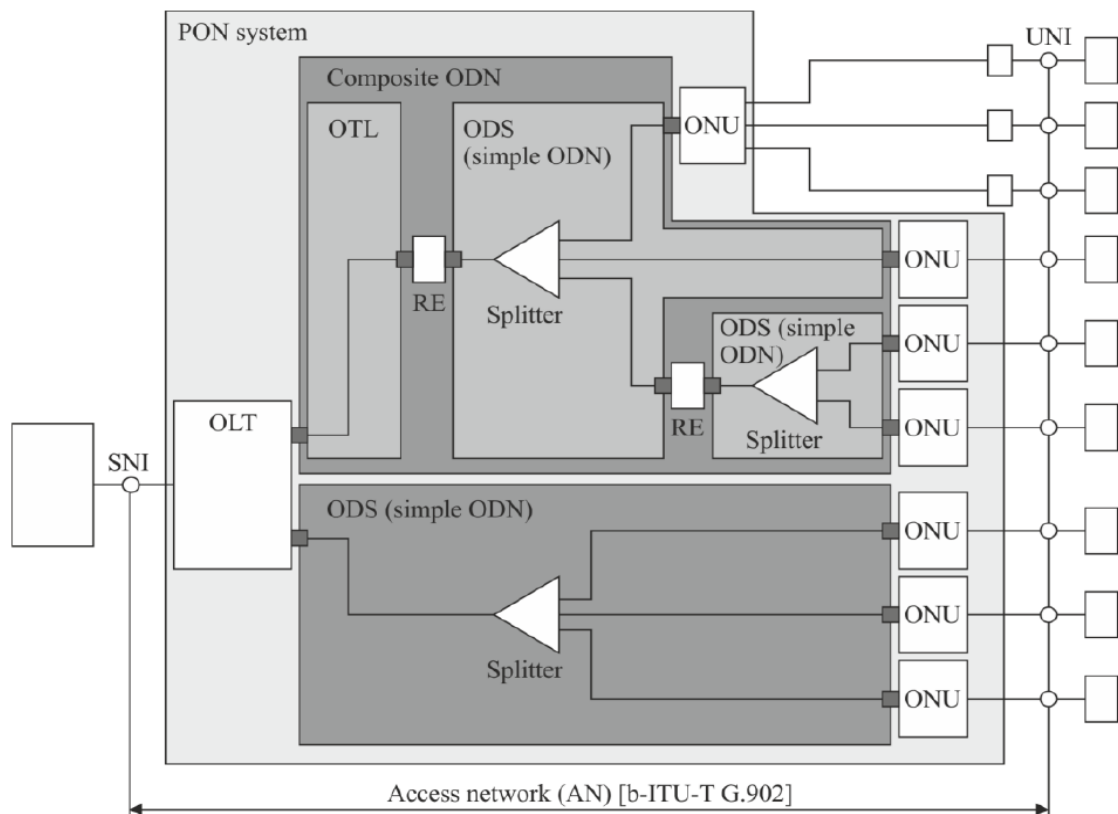 PON system
UNI
Composite ODN
OTL
ODS
(simple ODN)
ONU
ONU
RE
Splitter
ODS (simple
ODN)
ONU
OLT
RE
Splitter
ONU
SNI
ODS (simple ODN)
ONU
ONU
Splitter
ONU
Access network (AN) [b-ITU-T G.902]